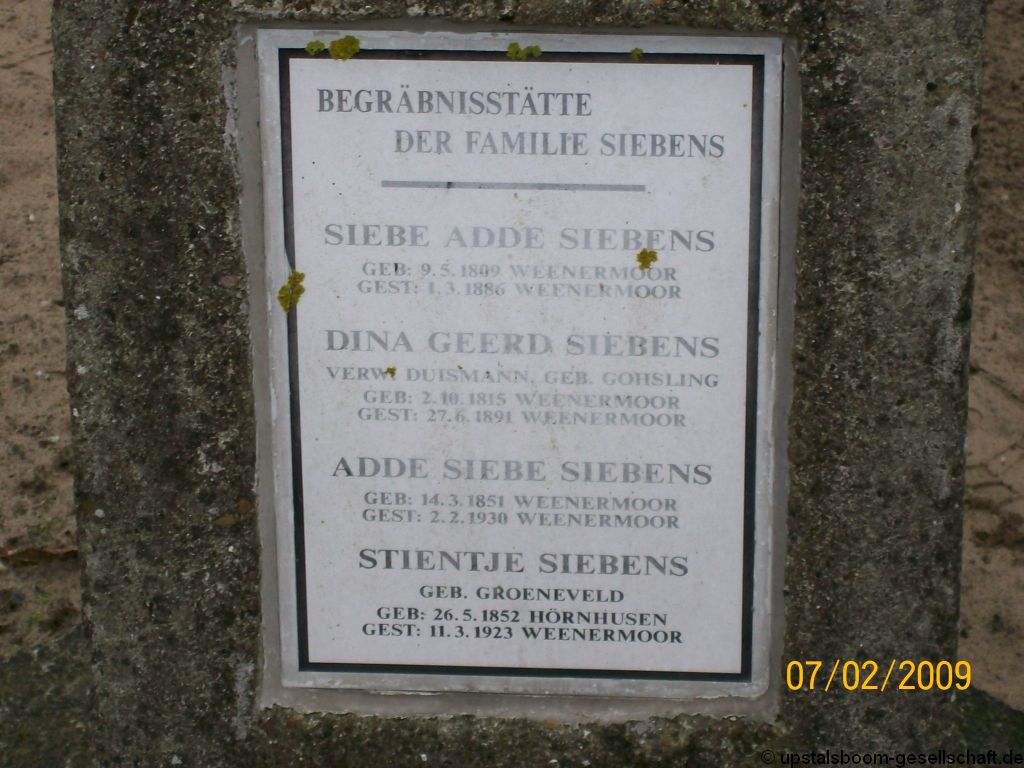 BEGRÄBNISSTÄTTE
DER FAMILIE SIEBENS
SIEBE ADDE SIEBENS
GEB: 9.5.1809 WEENERMOOR
GEST: 1.3.1886 WEENERMOOR
DINA GEERD SIEBENS
VERW. DUISMANN, GEB. GOHSLING
GEB: 2.10.1815 WEENERMOOR
GEST: 27.6.1891 WEENERMOOR
ADDE SIEBE SIEBENS
GEB: 14.3.1851 WEENERMOOR
GEST: 2.2.1930 WEENERMOOR
STIENTJE SIEBENS
GEB. GROENEVELD
GEB: 26.5.1852 HÖRNHUSEN
GEST: 11.3.1923 WEENERMOOR
07/02/2009
© upstalsboom-gesellschaft.de